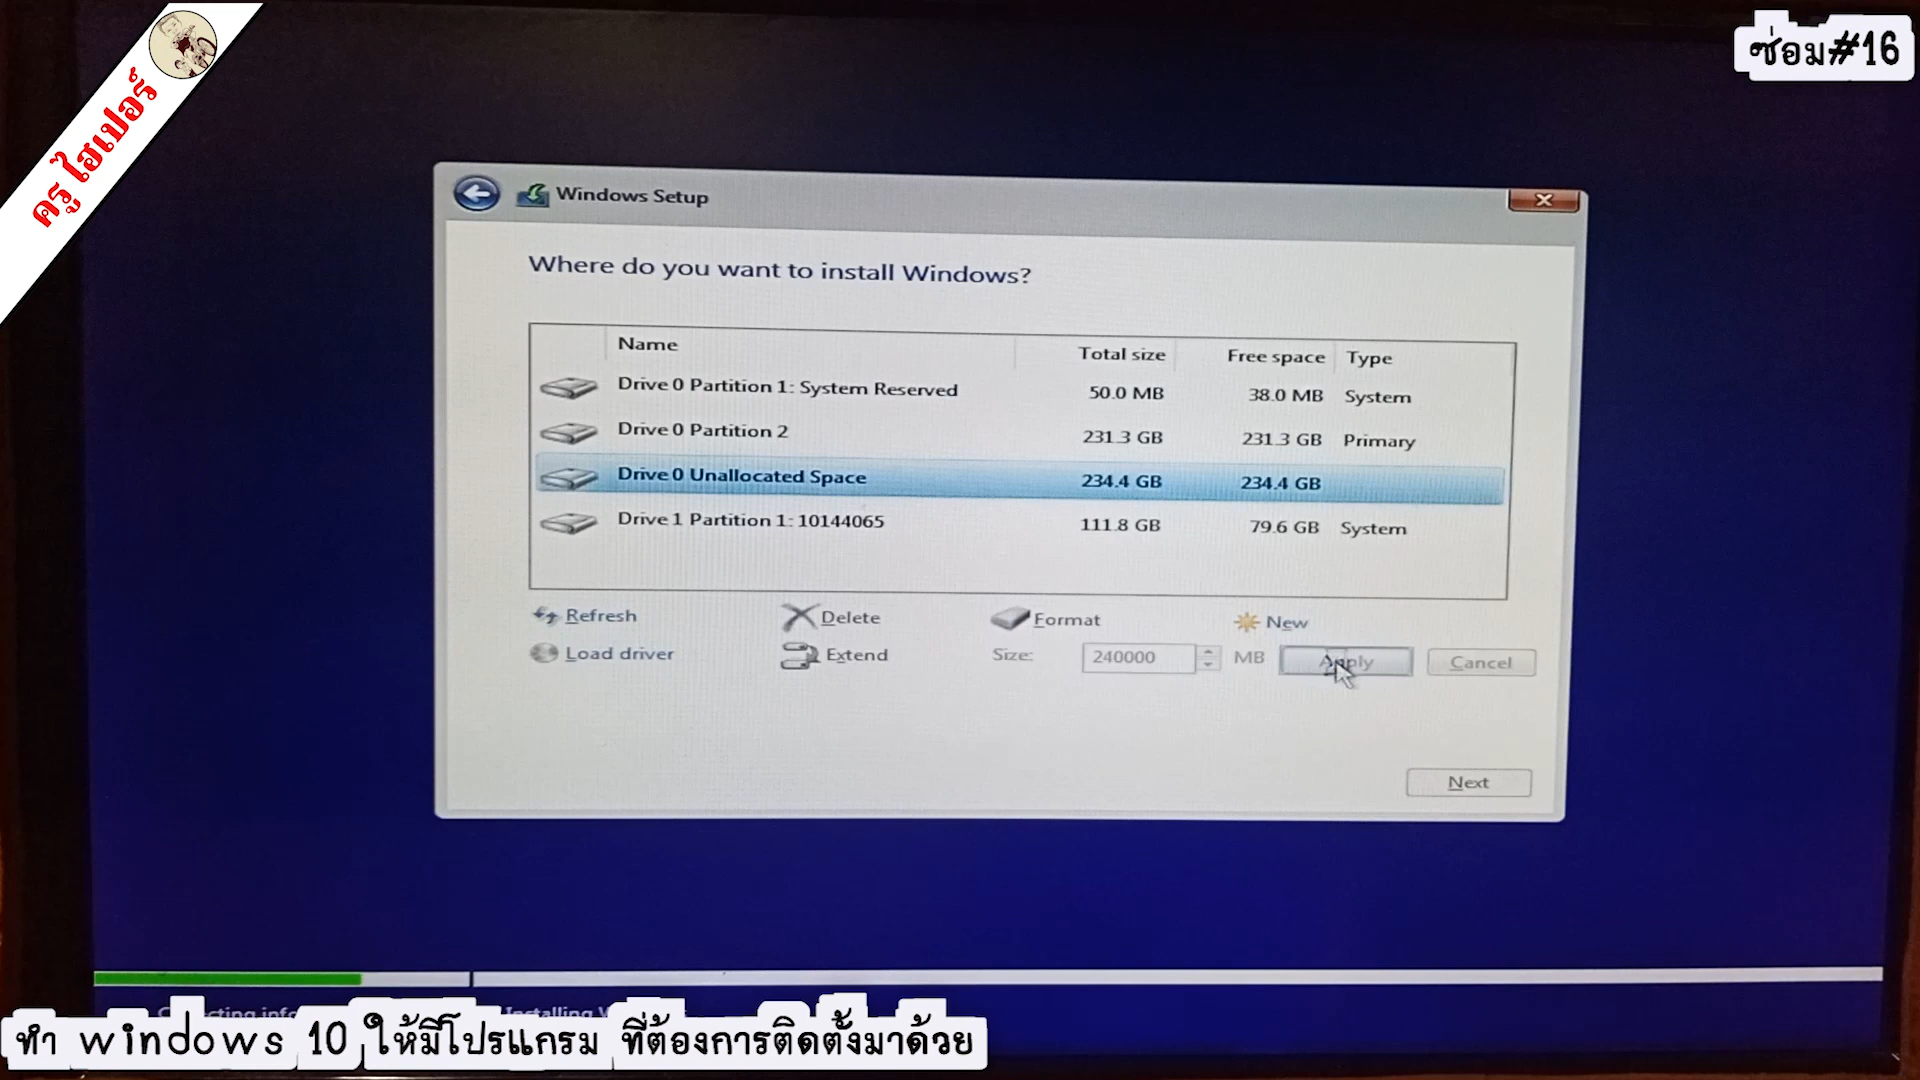 ครู ไฮเปอร์
ซ่อม#16
Windows Setup
Where do you want to install Windows?
Name Total size Free space Type
Drive 0 Partition 1: System Reserved 50.0 MB 38.0 MB System
Drive 0 Partition 2 231.3 GB 231.3 GB Primary
Drive 0 Unallocated Space 234.4 GB 234.4 GB
Drive 1 Partition 1: 10144065 111.8 GB 79.6 GB System
Refresh Delete Format New
Load driver Extend Size: 240000 MB Apply Cancel
Next
ทำ windows 10 ให้มีโปรแกรม ที่ต้องการติดตั้งมาด้วย